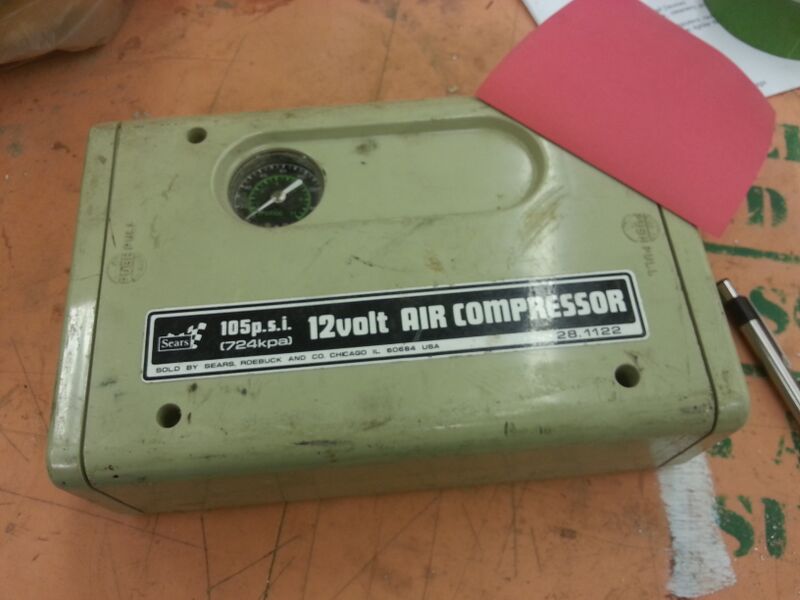 PUSH PULL
PUSH PULL
Sears
105p.s.i.
(724kpa)
12volt AIR COMPRESSOR
28.1122
SOLD BY SEARS, ROEBUCK AND CO. CHICAGO IL 60684 USA